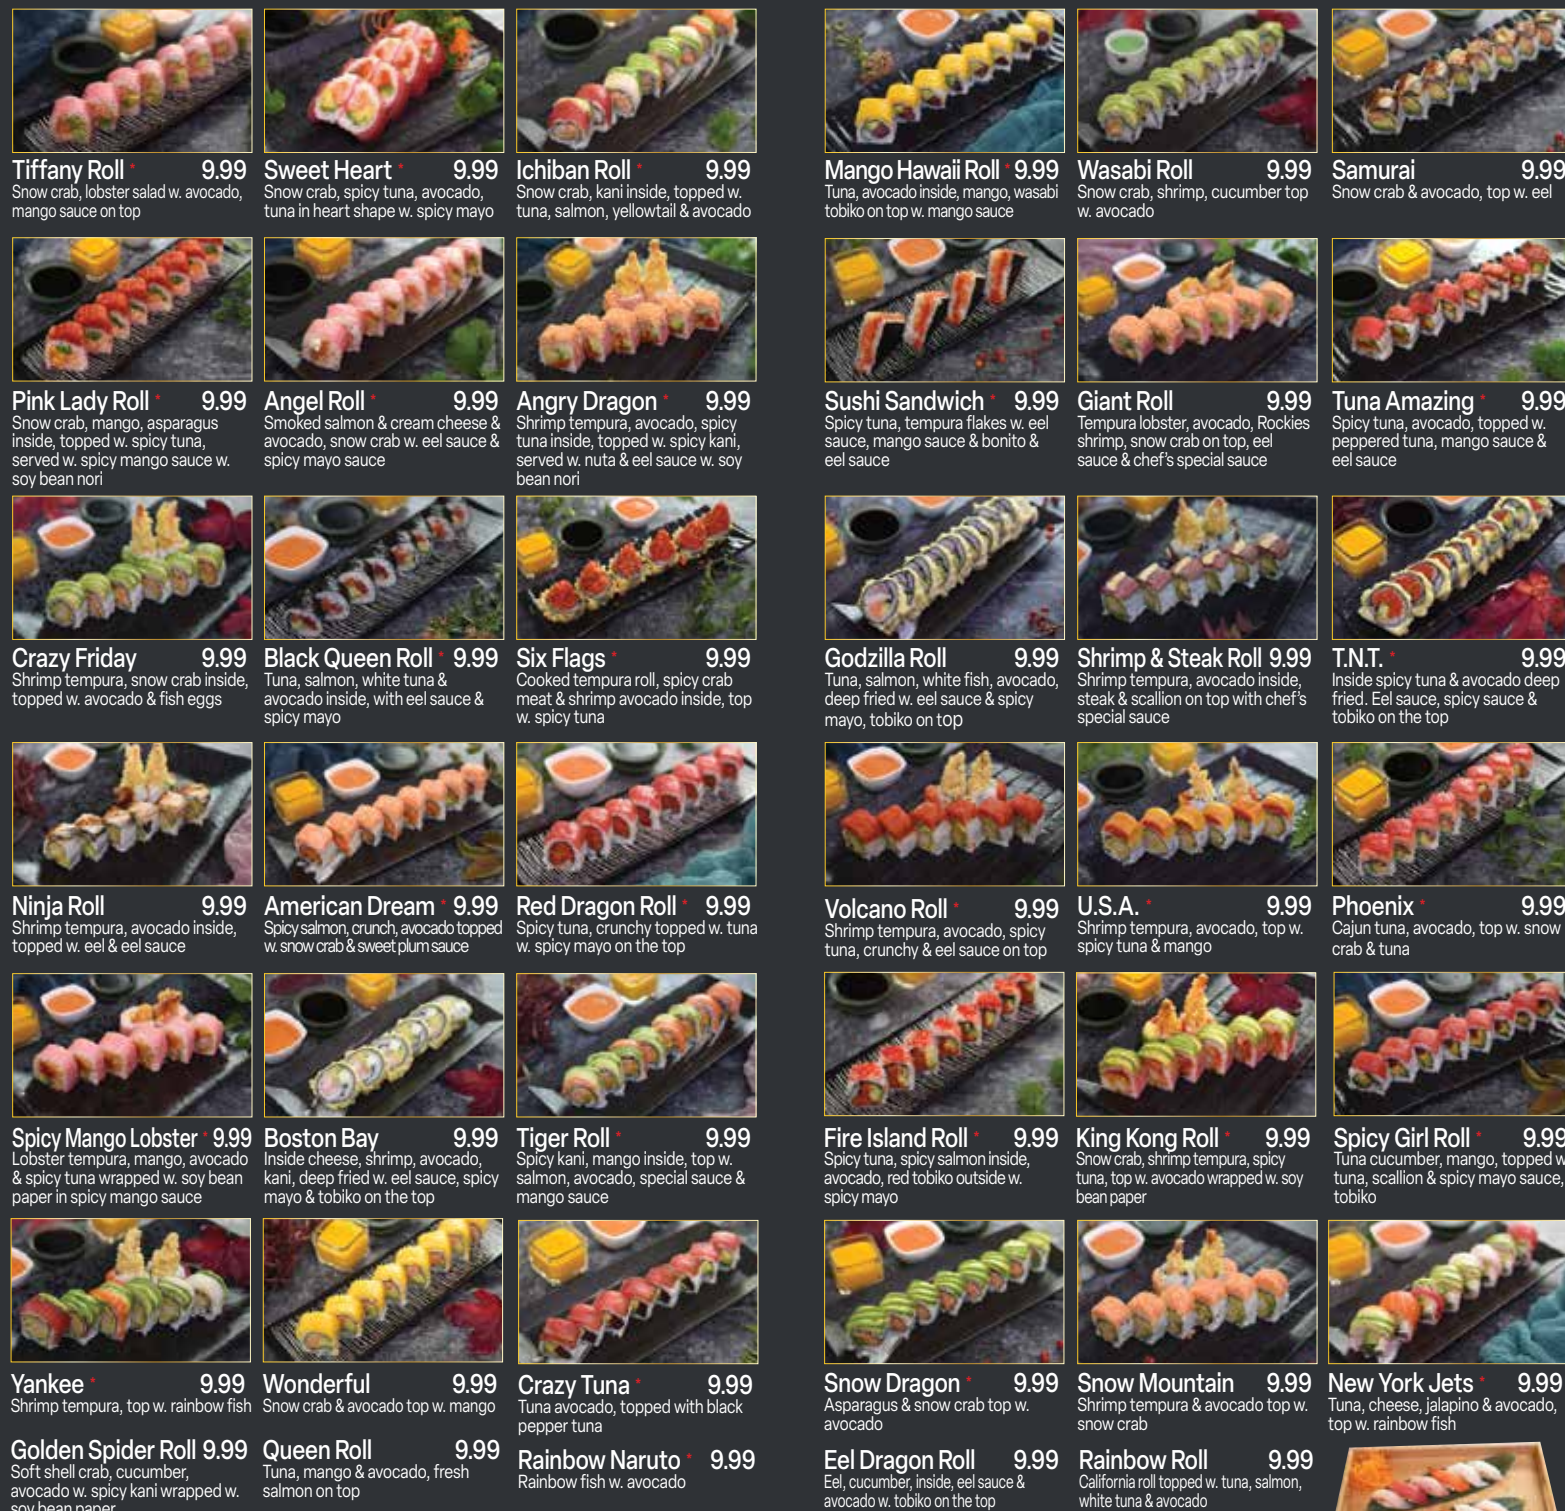 Tiffany Roll * 9.99
Snow crab, lobster salad w. avocado,
mango sauce on top
Sweet Heart * 9.99
Snow crab, spicy tuna, avocado,
tuna in heart shape w. spicy mayo
Ichiban Roll * 9.99
Snow crab, kani inside, topped w.
tuna, salmon, yellowtail & avocado
Mango Hawaii Roll * 9.99
Tuna, avocado inside, mango, wasabi
tobiko on top w. mango sauce
Wasabi Roll 9.99
Snow crab, shrimp, cucumber top
w. avocado
Samurai 9.99
Snow crab & avocado, top w. eel
Pink Lady Roll * 9.99
Snow crab, mango, asparagus
inside, topped w. spicy tuna,
served w. spicy mango sauce w.
soy bean nori
Angel Roll * 9.99
Smoked salmon & cream cheese &
avocado, snow crab w. eel sauce &
spicy mayo sauce
Angry Dragon * 9.99
Shrimp tempura, avocado, spicy
tuna inside, topped w. spicy kani,
served w. nuta & eel sauce w. soy
bean nori
Sushi Sandwich * 9.99
Spicy tuna, tempura flakes w. eel
sauce, mango sauce & bonito &
eel sauce
Giant Roll 9.99
Tempura lobster, avocado, Rockies
shrimp, snow crab on top, eel
sauce & chef's special sauce
Tuna Amazing * 9.99
Spicy tuna, avocado, topped w.
peppered tuna, mango sauce &
eel sauce
Crazy Friday 9.99
Shrimp tempura, snow crab inside,
topped w. avocado & fish eggs
Black Queen Roll * 9.99
Tuna, salmon, white tuna &
avocado inside, with eel sauce &
spicy mayo
Six Flags * 9.99
Cooked tempura roll, spicy crab
meat & shrimp avocado inside, top
w. spicy tuna
Godzilla Roll 9.99
Tuna, salmon, white fish, avocado,
deep fried w. eel sauce & spicy
mayo, tobiko on top
Shrimp & Steak Roll 9.99
Shrimp tempura, avocado inside,
steak & scallion on top with chef's
special sauce
T.N.T. * 9.99
Inside spicy tuna & avocado deep
fried. Eel sauce, spicy sauce &
tobiko on the top
Ninja Roll 9.99
Shrimp tempura, avocado inside,
topped w. eel & eel sauce
American Dream * 9.99
Spicy salmon, crunch, avocado topped
w. snow crab & sweet plum sauce
Red Dragon Roll * 9.99
Spicy tuna, crunchy topped w. tuna
w. spicy mayo on the top
Volcano Roll * 9.99
Shrimp tempura, avocado, spicy
tuna, crunchy & eel sauce on top
U.S.A. * 9.99
Shrimp tempura, avocado, top w.
spicy tuna & mango
Phoenix * 9.99
Cajun tuna, avocado, top w. snow
crab & tuna
Spicy Mango Lobster * 9.99
Lobster tempura, mango, avocado
& spicy tuna wrapped w. soy bean
paper in spicy mango sauce
Boston Bay 9.99
Inside cheese, shrimp, avocado,
kani, deep fried w. eel sauce, spicy
mayo & tobiko on the top
Tiger Roll * 9.99
Spicy kani, mango inside, top w.
salmon, avocado, special sauce &
mango sauce
Fire Island Roll * 9.99
Spicy tuna, spicy salmon inside,
avocado, red tobiko outside w.
spicy mayo
King Kong Roll * 9.99
Snow crab, shrimp tempura, spicy
tuna, top w. avocado wrapped w. soy
bean paper
Spicy Girl Roll * 9.99
Tuna cucumber, mango, topped w
tuna, scallion & spicy mayo sauce,
tobiko
Yankee * 9.99
Shrimp tempura, top w. rainbow fish
Wonderful 9.99
Snow crab & avocado top w. mango
Crazy Tuna * 9.99
Tuna avocado, topped with black
pepper tuna
Snow Dragon * 9.99
Asparagus & snow crab top w.
avocado
Snow Mountain 9.99
Shrimp tempura & avocado top w.
snow crab
New York Jets * 9.99
Tuna, cheese, jalapino & avocado,
top w. rainbow fish
Golden Spider Roll 9.99
Soft shell crab, cucumber,
avocado w. spicy kani wrapped w.
soy bean paper
Queen Roll 9.99
Tuna, mango & avocado, fresh
salmon on top
Rainbow Naruto * 9.99
Rainbow fish w. avocado
Eel Dragon Roll 9.99
Eel, cucumber, inside, eel sauce &
avocado w. tobiko on the top
Rainbow Roll 9.99
California roll topped w. tuna, salmon,
white tuna & avocado